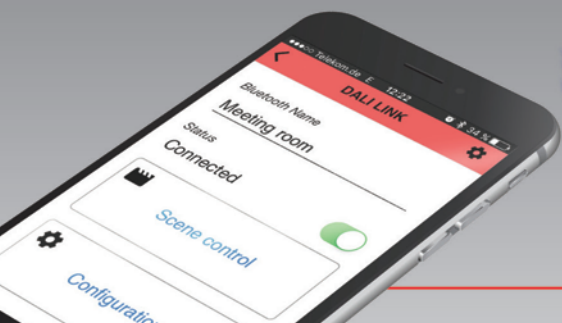 Telekom.de E 12:22 34 %
DALI LINK
Bluetooth Name
Meeting room
Status
Connected
Scene control
Configuration